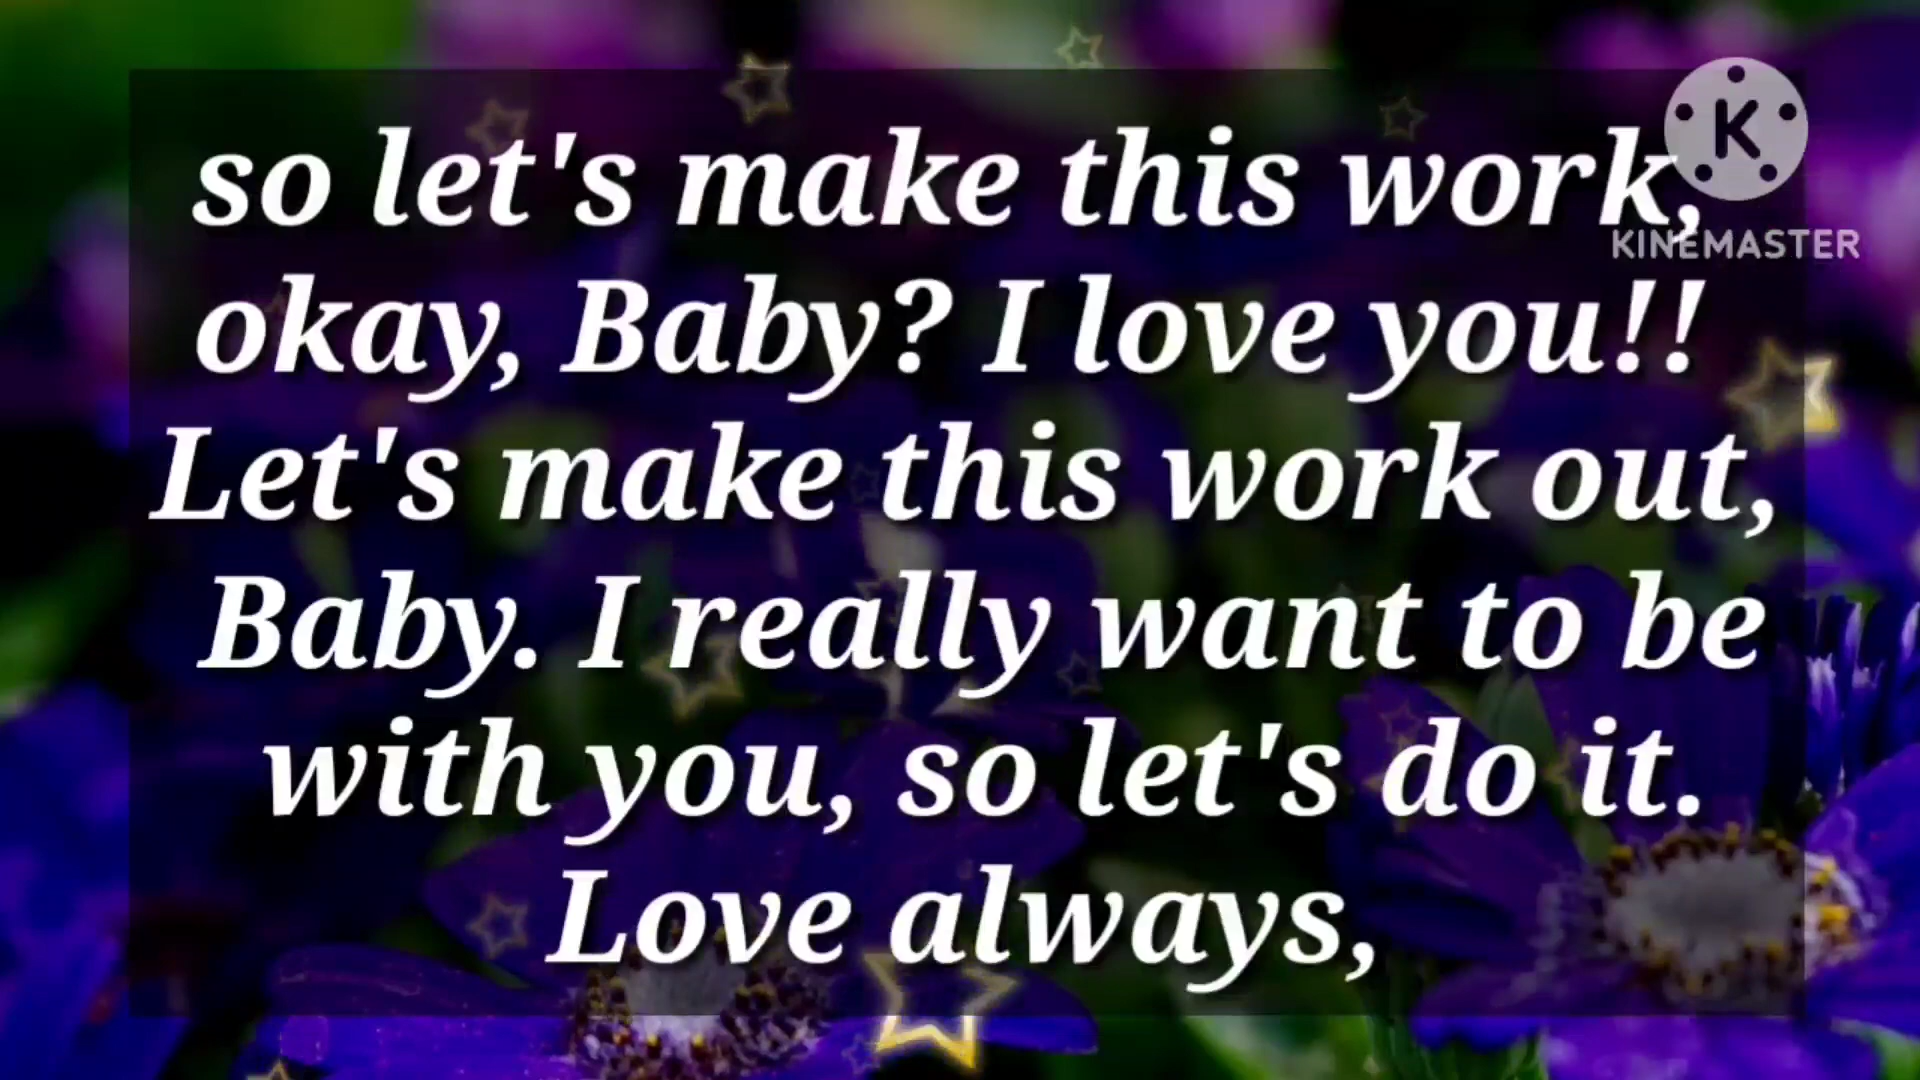 so let's make this work,
okay, Baby? I love you!!
Let's make this work out,
Baby. I really want to be
with you, so let's do it.
Love always,
K
KINEMASTER